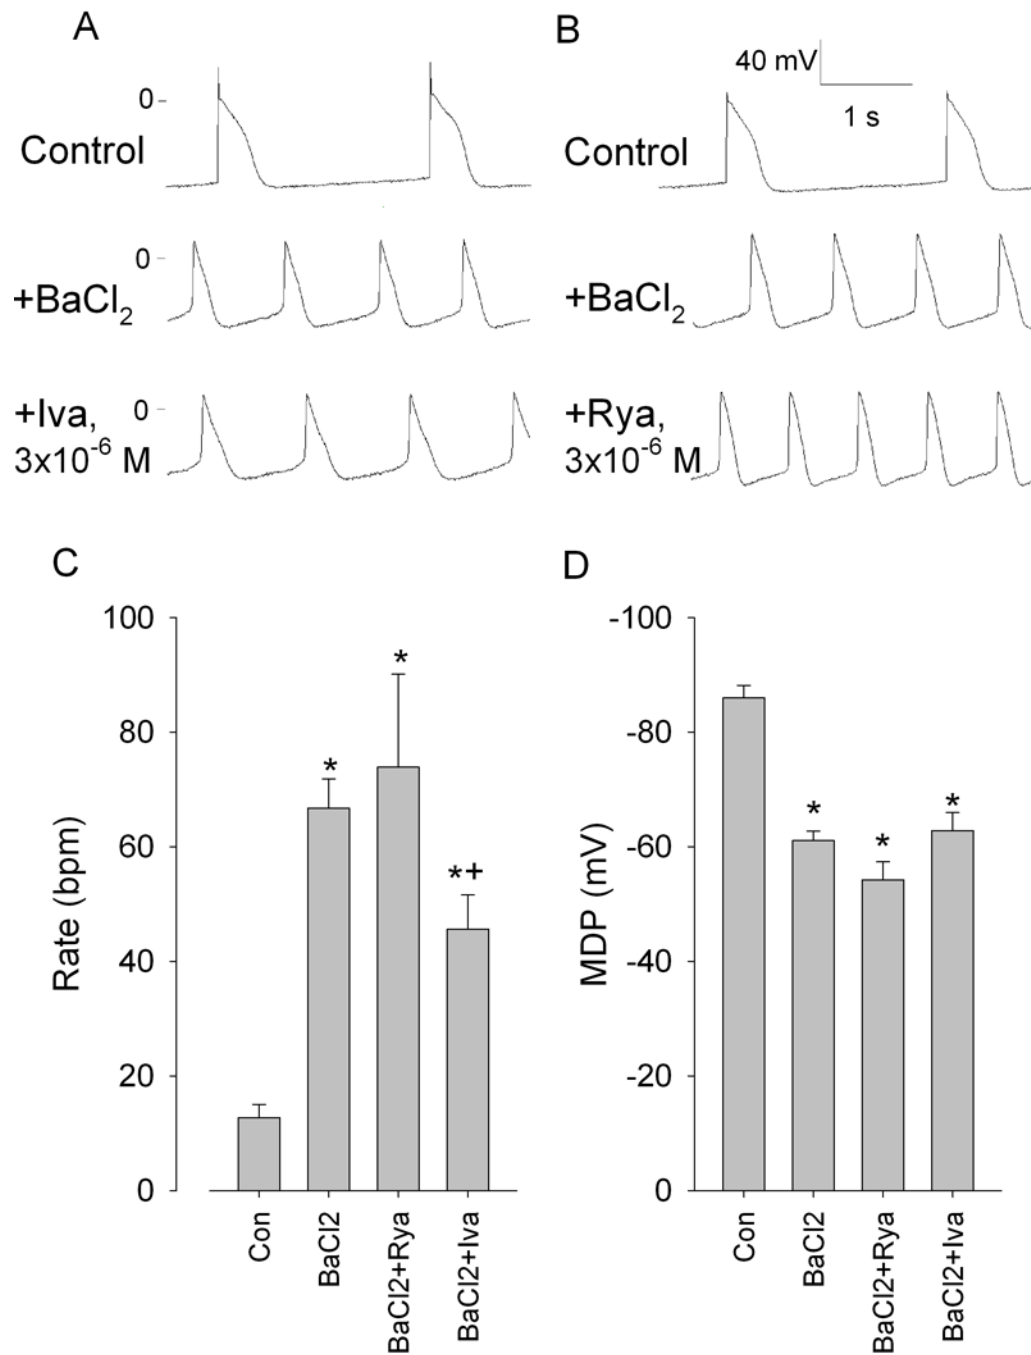 A
0
Control
0
+BaCl₂
+Iva,
0
3x10⁻⁶ M
B
40 mV
1 s
Control
+BaCl₂
+Rya,
3x10⁻⁶ M
C
Rate (bpm)
100
80
60
40
20
0
*
*
*+
Con
BaCl2
BaCl2+Rya
BaCl2+Iva
D
MDP (mV)
-100
-80
-60
-40
-20
0
*
*
*
Con
BaCl2
BaCl2+Rya
BaCl2+Iva